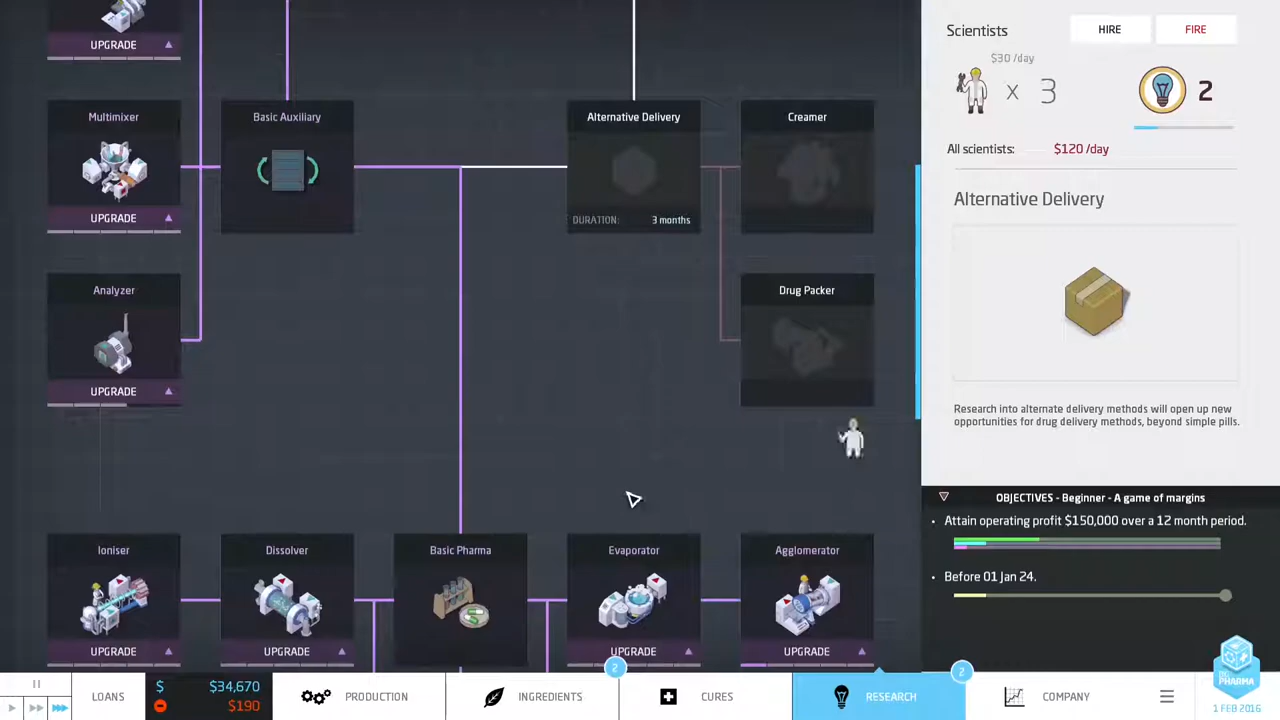 UPGRADE
Multimixer
UPGRADE
Basic Auxiliary
Alternative Delivery
DURATION: 3 months
Creamer
Analyzer
UPGRADE
Drug Packer
Ioniser
UPGRADE
Dissolver
UPGRADE
Basic Pharma
Evaporator
UPGRADE
Agglomerator
UPGRADE
Scientists
HIRE
FIRE
$30 /day
X 3
2
All scientists: $120 /day
Alternative Delivery
Research into alternate delivery methods will open up new
opportunities for drug delivery methods, beyond simple pills.
OBJECTIVES - Beginner - A game of margins
Attain operating profit $150,000 over a 12 month period.
Before 01 Jan 24.
LOANS
$ $34,670
$190
PRODUCTION
INGREDIENTS
2
CURES
RESEARCH
2
COMPANY
BIG
PHARMA
1 FEB 2016